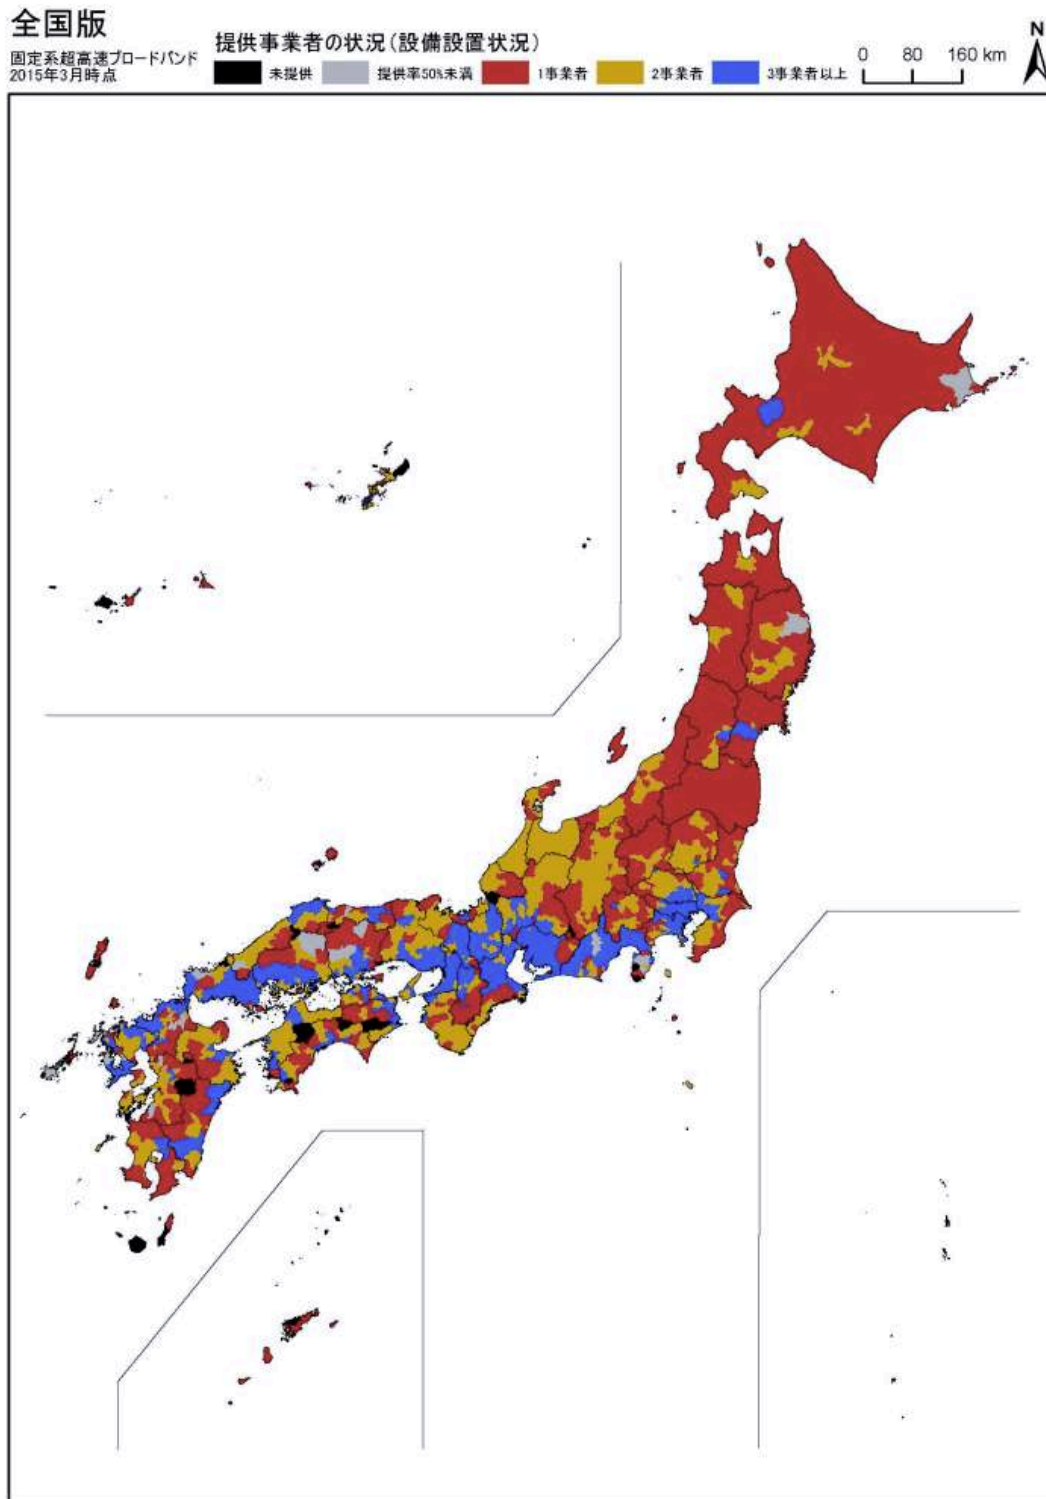 全国版
固定系超高速ブロードバンド
2015年3月時点
提供事業者の状況(設備設置状況)
未提供 提供率50%未満 1事業者 2事業者 3事業者以上
0 80 160 km
N